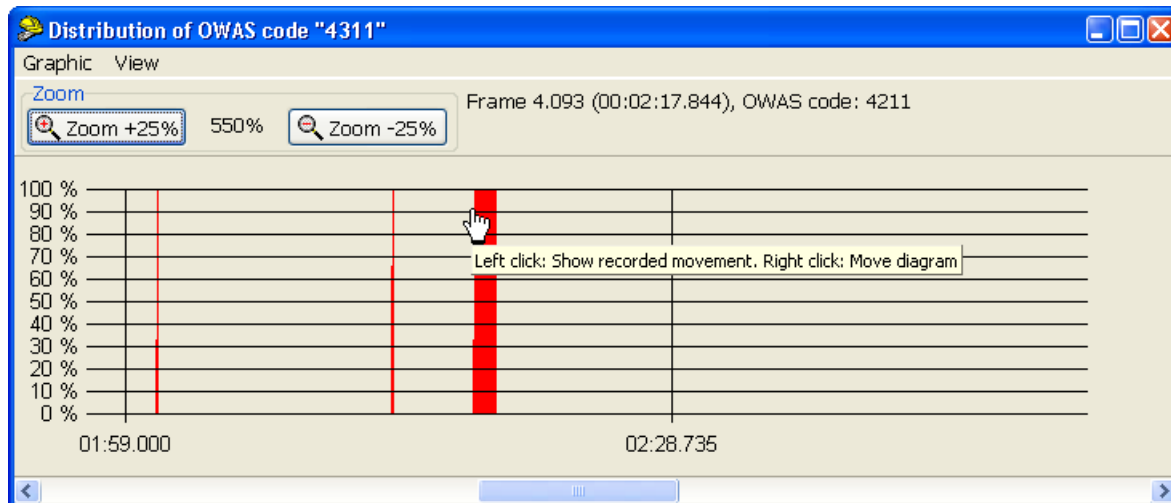 Distribution of OWAS code "4311"
Graphic View
Zoom
Zoom +25% 550% Zoom -25%
Frame 4.093 (00:02:17.844), OWAS code: 4211
100 %
90 %
80 %
70 %
60 %
50 %
40 %
30 %
20 %
10 %
0 %
Left click: Show recorded movement. Right click: Move diagram
01:59.000 02:28.735